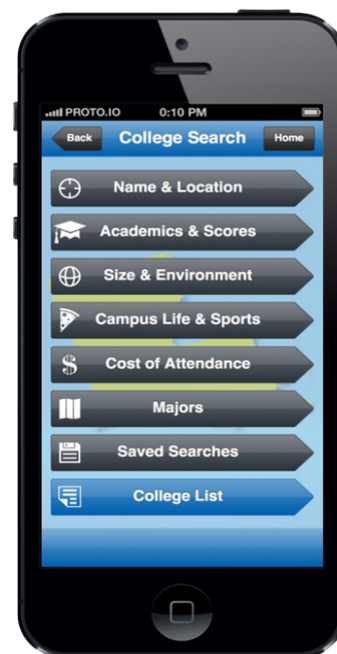 PROTO.IO 0:10 PM
Back College Search Home
Name & Location
Academics & Scores
Size & Environment
Campus Life & Sports
Cost of Attendance
Majors
Saved Searches
College List